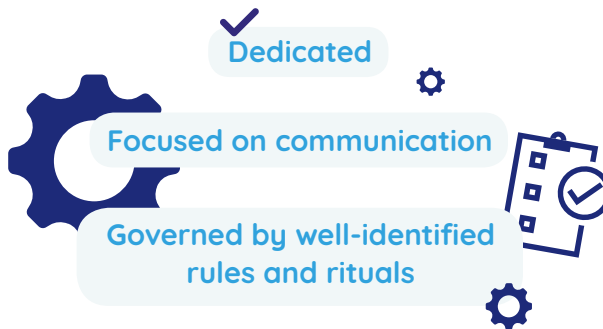 Dedicated
Focused on communication
Governed by well-identified
rules and rituals